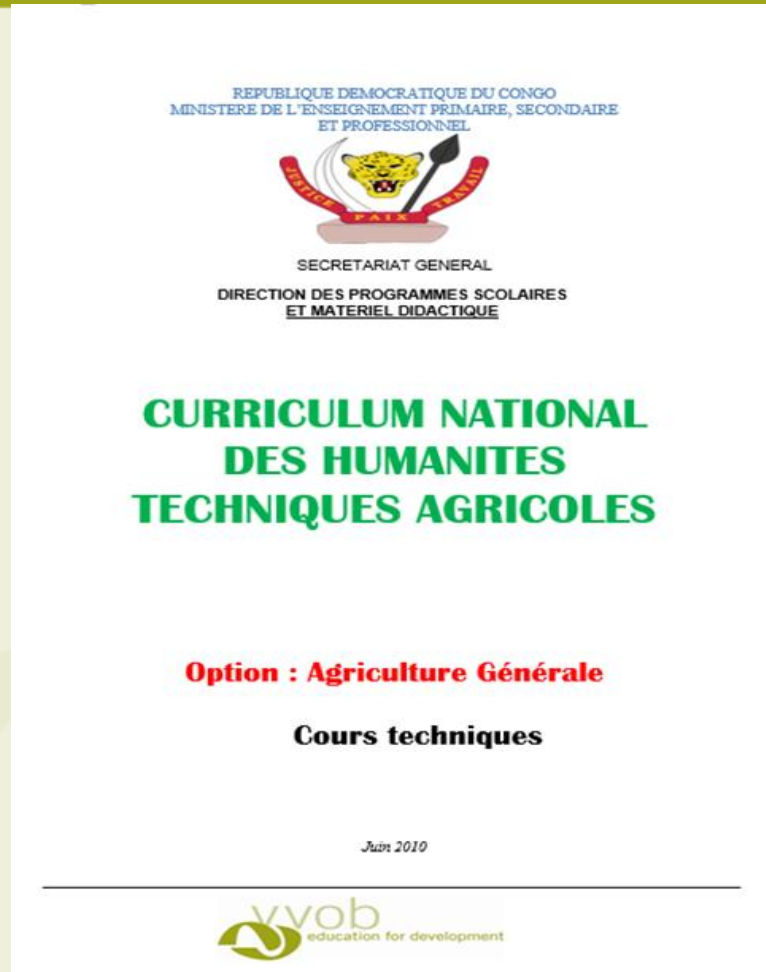 REPUBLIQUE DEMOCRATIQUE DU CONGO
MINISTERE DE L'ENSEIGNEMENT PRIMAIRE, SECONDAIRE
ET PROFESSIONNEL
JUSTICE PAIX TRAVAIL
SECRETARIAT GENERAL
DIRECTION DES PROGRAMMES SCOLAIRES
ET MATERIEL DIDACTIQUE
CURRICULUM NATIONAL
DES HUMANITES
TECHNIQUES AGRICOLES
Option : Agriculture Générale
Cours techniques
Juin 2010
vvob
education for development